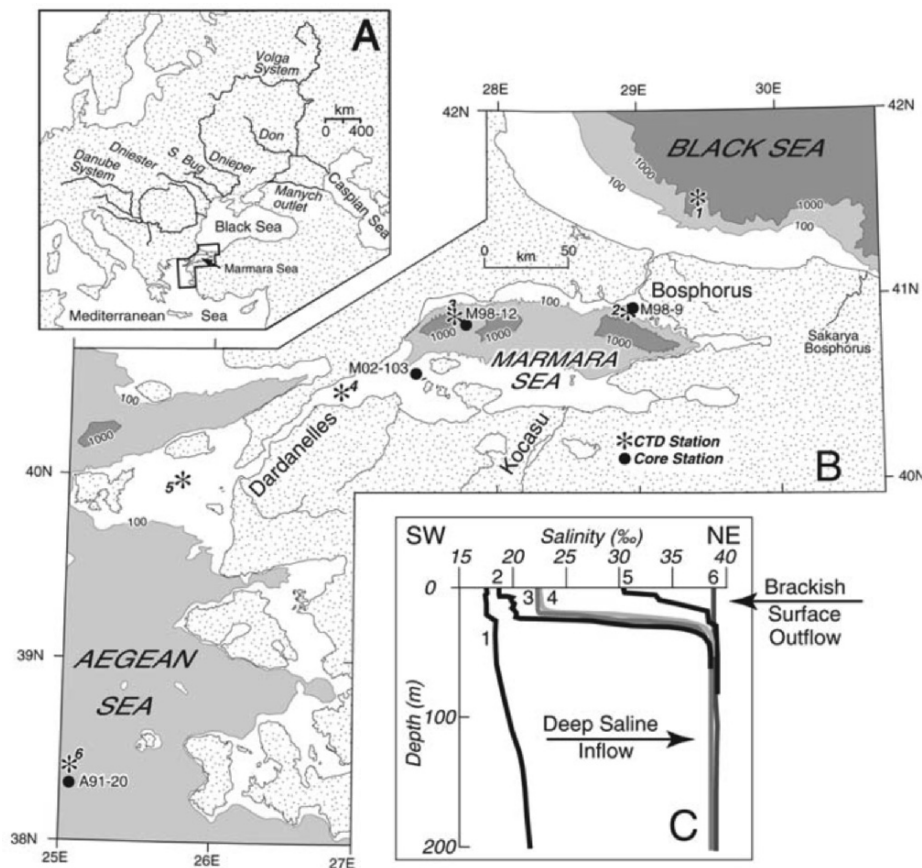 A
Volga
System
km
0 400
Don
Dniester
S. Bug
Dnieper
Danube
System
Manych
outlet
Caspian Sea
Black Sea
Marmara Sea
Mediterranean Sea
28E 29E 30E
42N 42N
BLACK SEA
1000
100
1
1000
100
0 50
km
Bosphorus
41N
100
3
M98-12
2
M98-9
1000
1000
1000
MARMARA
SEA
Sakarya
Bosphorus
M02-103
4
100
1000
Dardanelles
Kocasu
CTD Station
Core Station
B
40N 40N
5
100
39N 39N
AEGEAN
SEA
6
A91-20
38N 38N
25E 26E 27E
SW NE
Salinity (‰)
15 20 25 30 35 40
0
2 3 4 5 6
1
Brackish
Surface
Outflow
Depth (m)
100
Deep Saline
Inflow
200
C